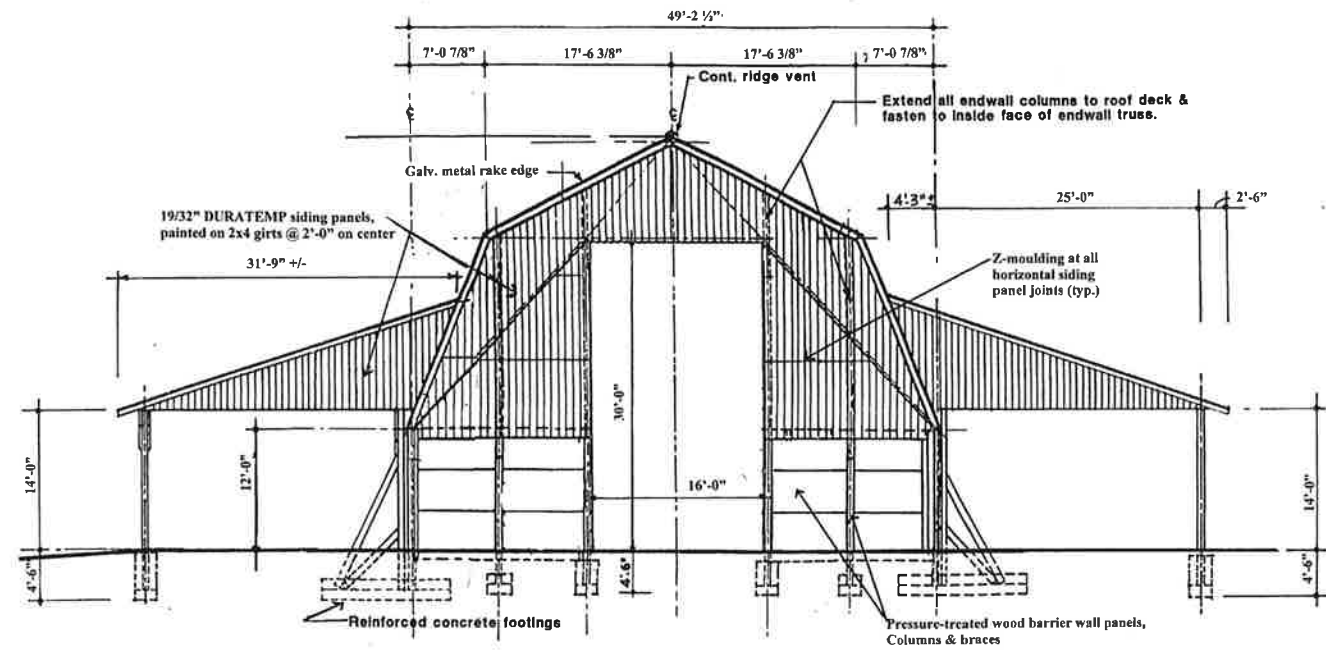 49'-2 ½"
7'-0 7/8" 17'-6 3/8" 17'-6 3/8" 7'-0 7/8"
Cont. ridge vent
Extend all endwall columns to roof deck &
fasten to inside face of endwall truss.
Galv. metal rake edge
4'.3"± 25'-0" 2'-6"
19/32" DURATEMP siding panels,
painted on 2x4 girts @ 2'-0" on center
31'-9" +/-
Z-moulding at all
horizontal siding
panel joints (typ.)
30'-0"
14'-0"
12'-0"
16'-0"
14'-0"
4'-6"
4'.6"
4'-6"
Reinforced concrete footings
Pressure-treated wood barrier wall panels,
Columns & braces